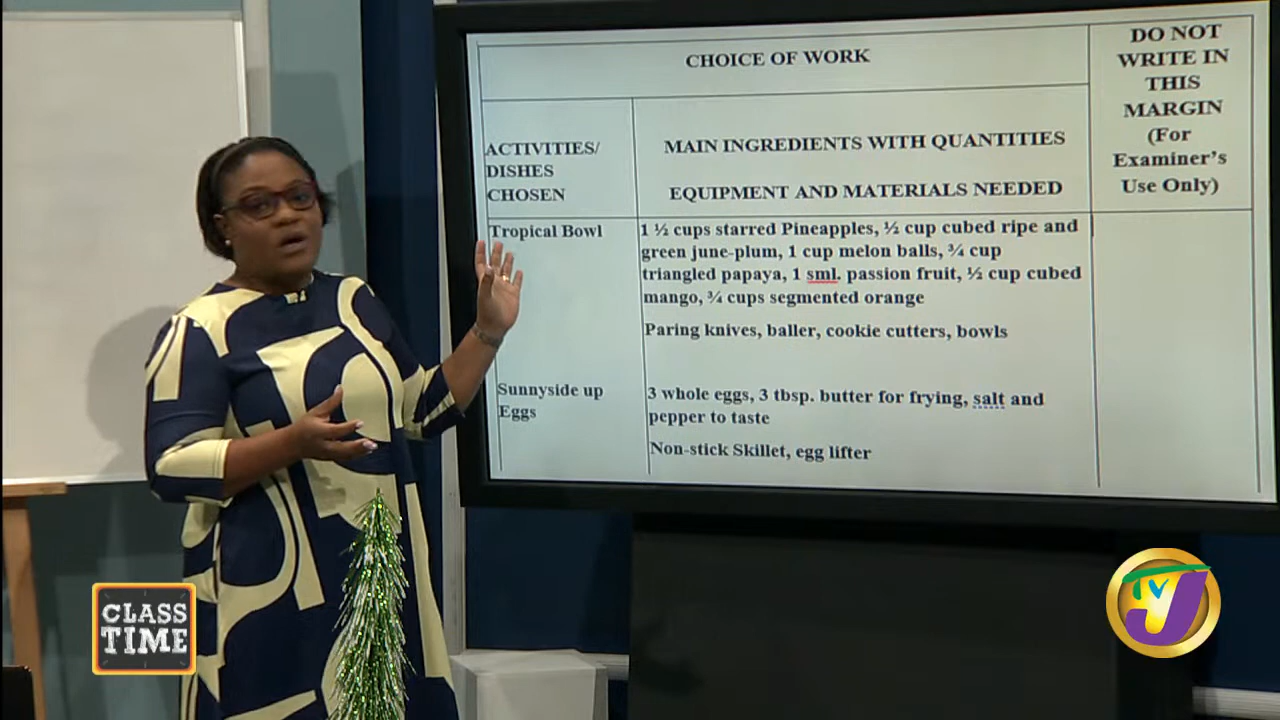 CHOICE OF WORK
DO NOT
WRITE IN
THIS
MARGIN
(For
Examiner's
Use Only)
ACTIVITIES/
DISHES
CHOSEN
MAIN INGREDIENTS WITH QUANTITIES
EQUIPMENT AND MATERIALS NEEDED
Tropical Bowl
1 ½ cups starred Pineapples, ½ cup cubed ripe and
green june-plum, 1 cup melon balls, ¾ cup
triangled papaya, 1 sml. passion fruit, ½ cup cubed
mango, ¾ cups segmented orange
Paring knives, baller, cookie cutters, bowls
Sunnyside up
Eggs
3 whole eggs, 3 tbsp. butter for frying, salt and
pepper to taste
Non-stick Skillet, egg lifter
CLASS
TIME
TVJ